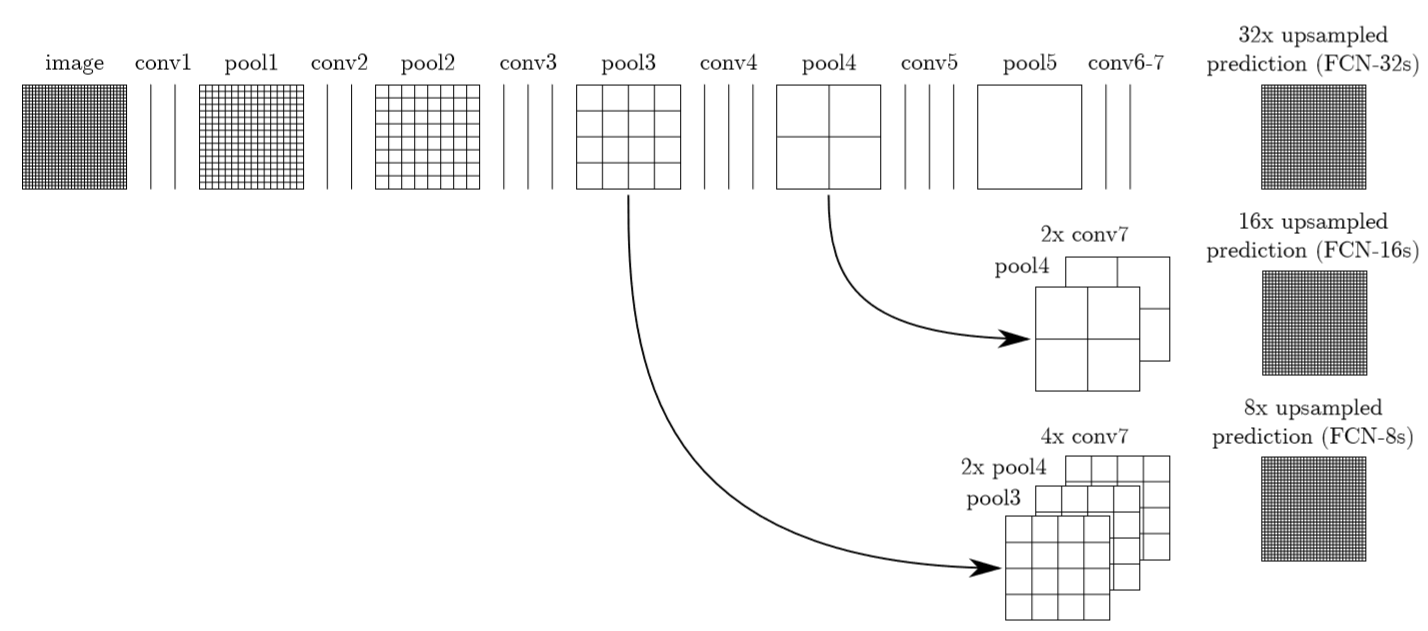 image conv1 pool1 conv2 pool2 conv3 pool3 conv4 pool4 conv5 pool5 conv6-7
32x upsampled
prediction (FCN-32s)
2x conv7
pool4
16x upsampled
prediction (FCN-16s)
4x conv7
2x pool4
pool3
8x upsampled
prediction (FCN-8s)